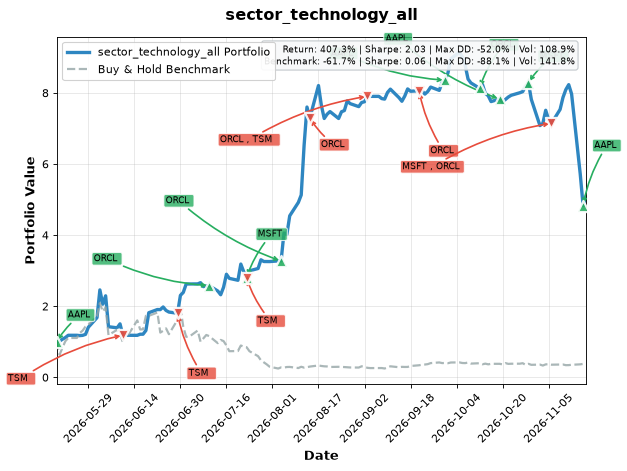 sector_technology_all
AAPL
sector_technology_all Portfolio
Buy & Hold Benchmark
Return: 407.3% | Sharpe: 2.03 | Max DD: -52.0% | Vol: 108.9%
Benchmark: -61.7% | Sharpe: 0.06 | Max DD: -88.1% | Vol: 141.8%
ORCL , TSM
ORCL
ORCL
MSFT , ORCL
AAPL
ORCL
MSFT
ORCL
AAPL
TSM
TSM
TSM
Portfolio Value
8
6
4
2
0
2026-05-29
2026-06-14
2026-06-30
2026-07-16
2026-08-01
2026-08-17
2026-09-02
2026-09-18
2026-10-04
2026-10-20
2026-11-05
Date